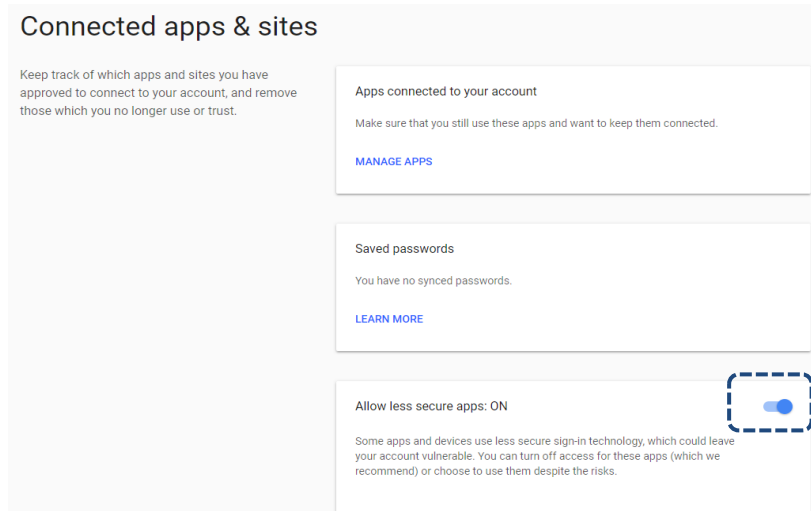 Connected apps & sites
Keep track of which apps and sites you have
approved to connect to your account, and remove
those which you no longer use or trust.
Apps connected to your account
Make sure that you still use these apps and want to keep them connected.
MANAGE APPS
Saved passwords
You have no synced passwords.
LEARN MORE
Allow less secure apps: ON
Some apps and devices use less secure sign-in technology, which could leave
your account vulnerable. You can turn off access for these apps (which we
recommend) or choose to use them despite the risks.